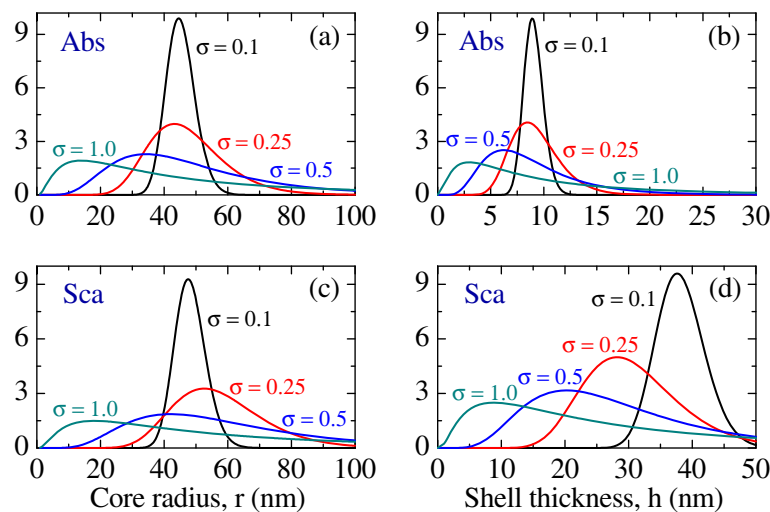 Abs
(a)
σ = 0.1
σ = 0.25
σ = 1.0
σ = 0.5
9
6
3
0
0 20 40 60 80 100
Abs
(b)
σ = 0.1
σ = 0.5
σ = 0.25
σ = 1.0
9
6
3
0
0 5 10 15 20 25 30
Sca
(c)
σ = 0.1
σ = 0.25
σ = 1.0
σ = 0.5
9
6
3
0
0 20 40 60 80 100
Core radius, r (nm)
Sca
(d)
σ = 0.1
σ = 0.25
σ = 0.5
σ = 1.0
9
6
3
0
0 10 20 30 40 50
Shell thickness, h (nm)